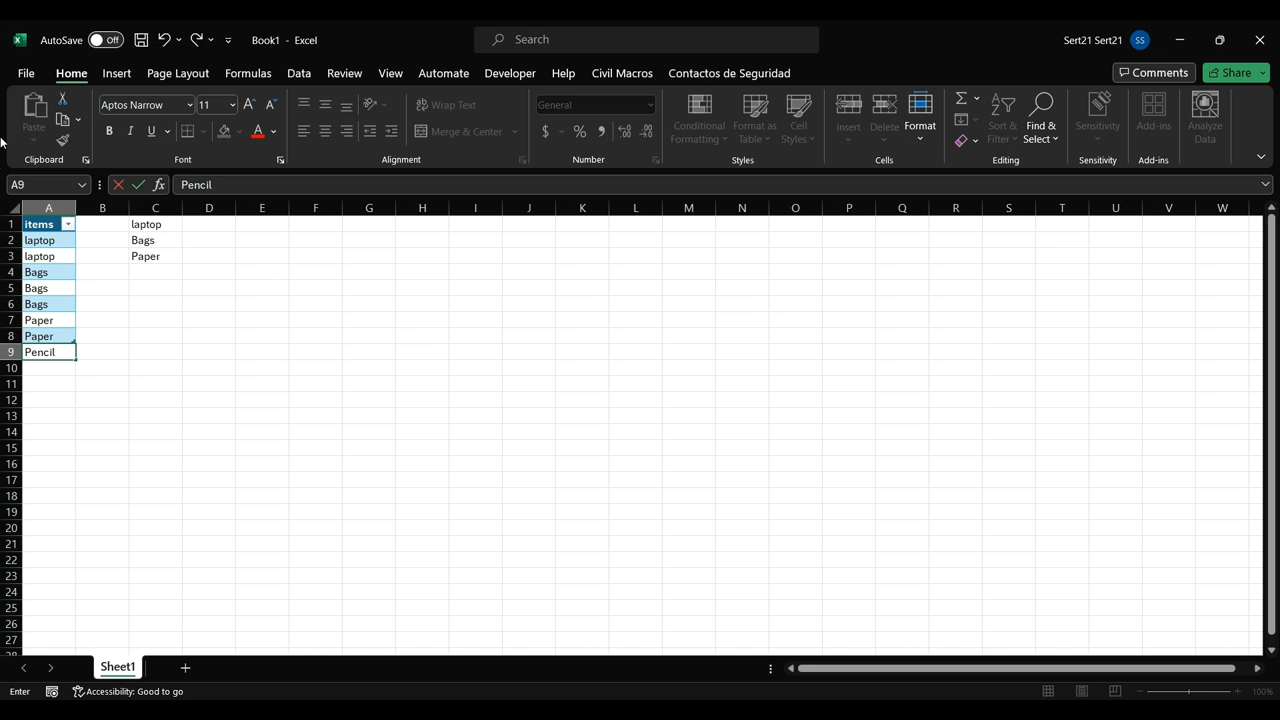 AutoSave Off Book1 - Excel Search Sert21 Sert21 SS
File Home Insert Page Layout Formulas Data Review View Automate Developer Help Civil Macros Contactos de Seguridad Comments Share
Paste
Aptos Narrow 11
B I U
Wrap Text
Merge & Center
General
$ % 9
Conditional Formatting
Format as Table
Cell Styles
Insert
Delete
Format
Sort & Filter
Find & Select
Sensitivity
Add-ins
Analyze Data
Clipboard Font Alignment Number Styles Cells Editing Sensitivity Add-ins
A9 fx Pencil
A B C D E F G H I J K L M N O P Q R S T U V W
1 items laptop
2 laptop Bags
3 laptop Paper
4 Bags
5 Bags
6 Bags
7 Paper
8 Paper
9 Pencil
10
11
12
13
14
15
16
17
18
19
20
21
22
23
24
25
26
27
28
Sheet1
Enter Accessibility: Good to go 100%